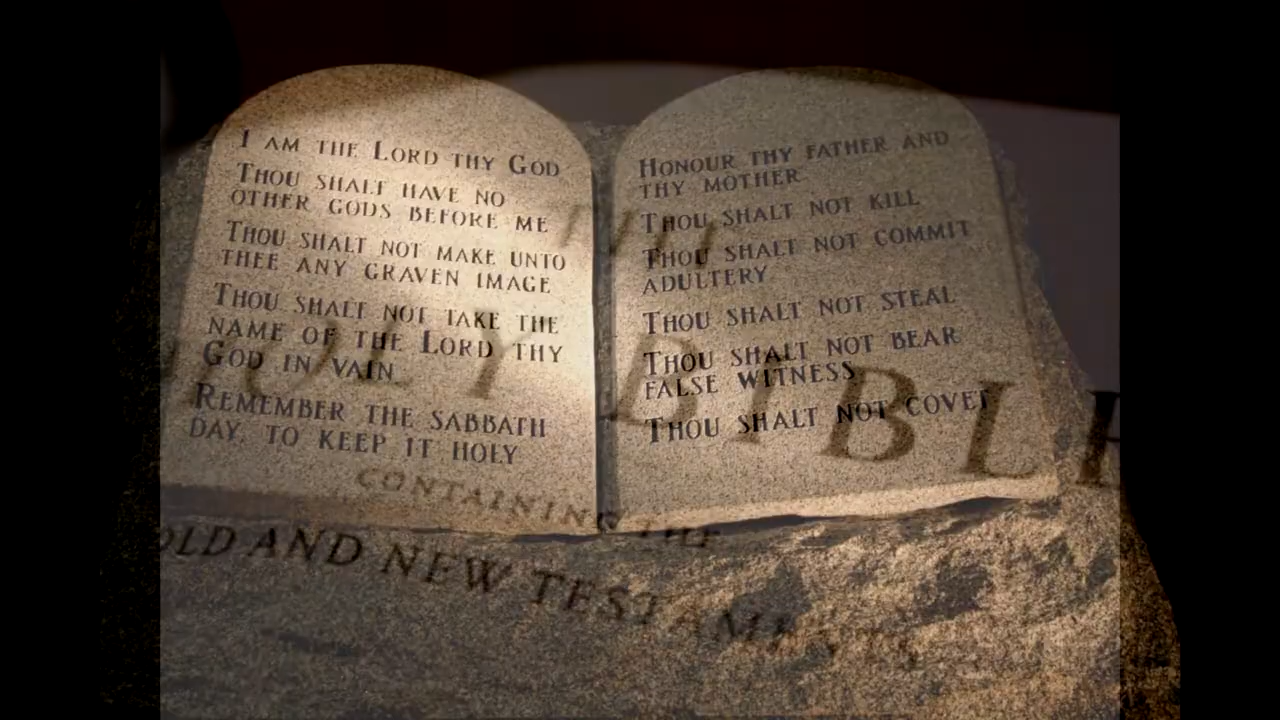 I AM THE LORD THY GOD
THOU SHALT HAVE NO
OTHER GODS BEFORE ME
THOU SHALT NOT MAKE UNTO
THEE ANY GRAVEN IMAGE
THOU SHALT NOT TAKE THE
NAME OF THE LORD THY
GOD IN VAIN
REMEMBER THE SABBATH
DAY, TO KEEP IT HOLY
HONOUR THY FATHER AND
THY MOTHER
THOU SHALT NOT KILL
THOU SHALT NOT COMMIT
ADULTERY
THOU SHALT NOT STEAL
THOU SHALT NOT BEAR
FALSE WITNESS
THOU SHALT NOT COVET
THE
HOLY BIBLE
CONTAINING THE
OLD AND NEW TESTAMENTS